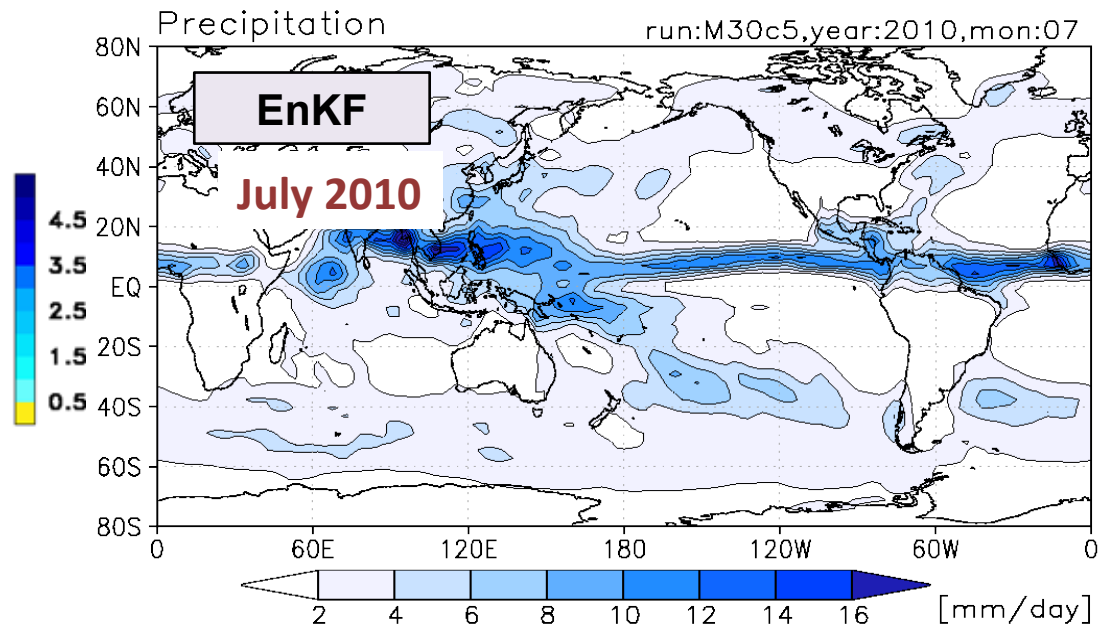 Precipitation
run:M30c5,year:2010,mon:07
80N
60N
40N
20N
EQ
20S
40S
60S
80S
EnKF
July 2010
4.5
3.5
2.5
1.5
0.5
0 60E 120E 180 120W 60W 0
2 4 6 8 10 12 14 16
[mm/day]